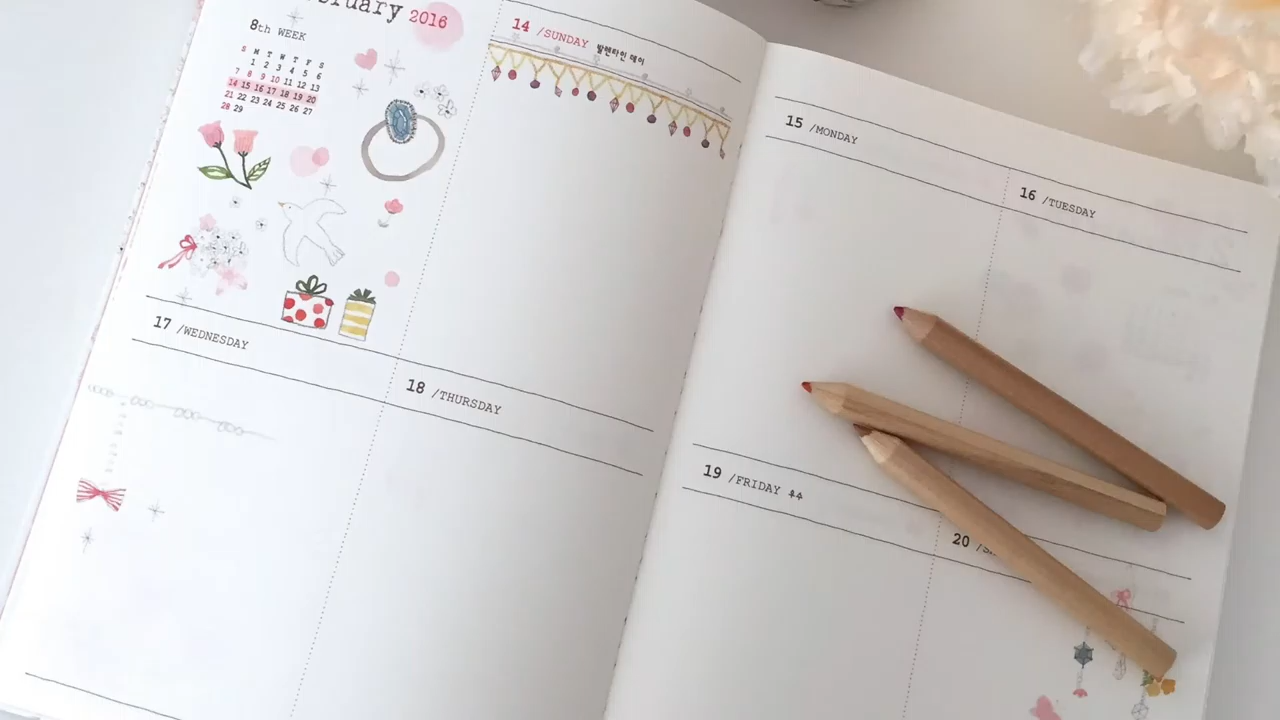 ruary 2016
8th WEEK
S M T W T F S
1 2 3 4 5 6
7 8 9 10 11 12 13
14 15 16 17 18 19 20
21 22 23 24 25 26 27
28 29
14 /SUNDAY 발렌타인 데이
15 /MONDAY
16 /TUESDAY
17 /WEDNESDAY
18 /THURSDAY
19 /FRIDAY 우수
20 /S